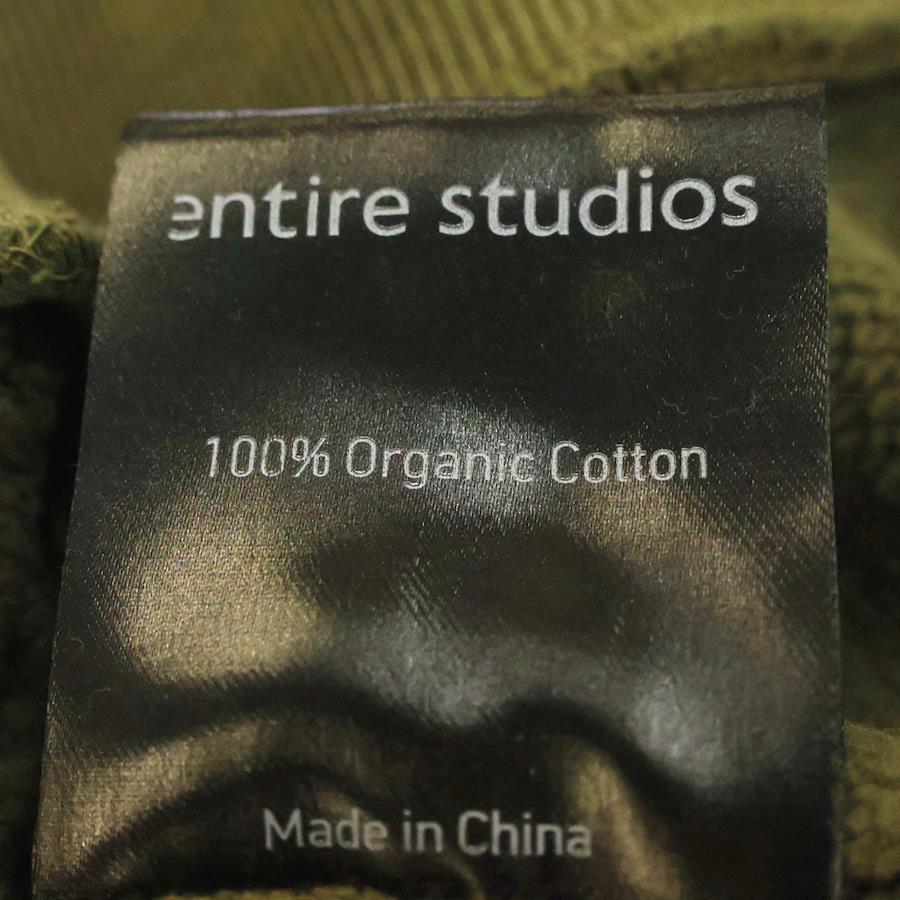 entire studios
100% Organic Cotton
Made in China